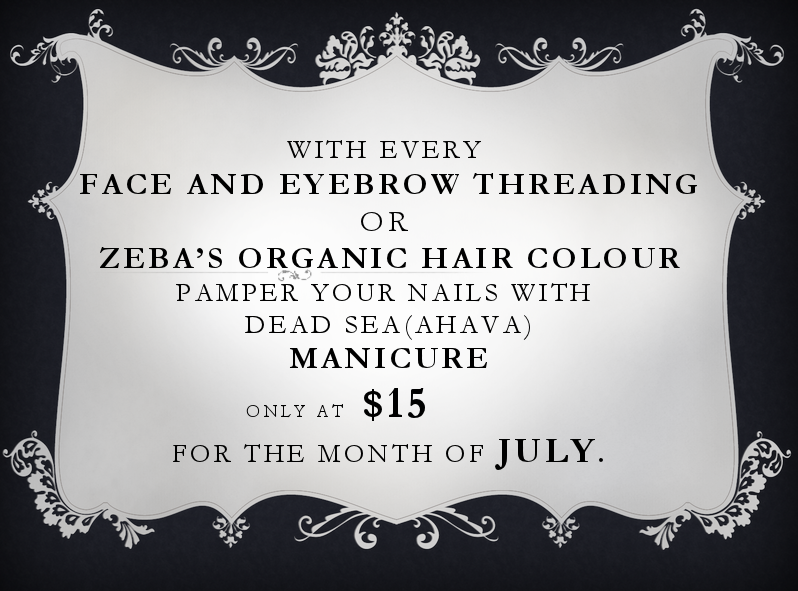 WITH EVERY
FACE AND EYEBROW THREADING
OR
ZEBA'S ORGANIC HAIR COLOUR
PAMPER YOUR NAILS WITH
DEAD SEA(AHAVA)
MANICURE
ONLY AT $15
FOR THE MONTH OF JULY.